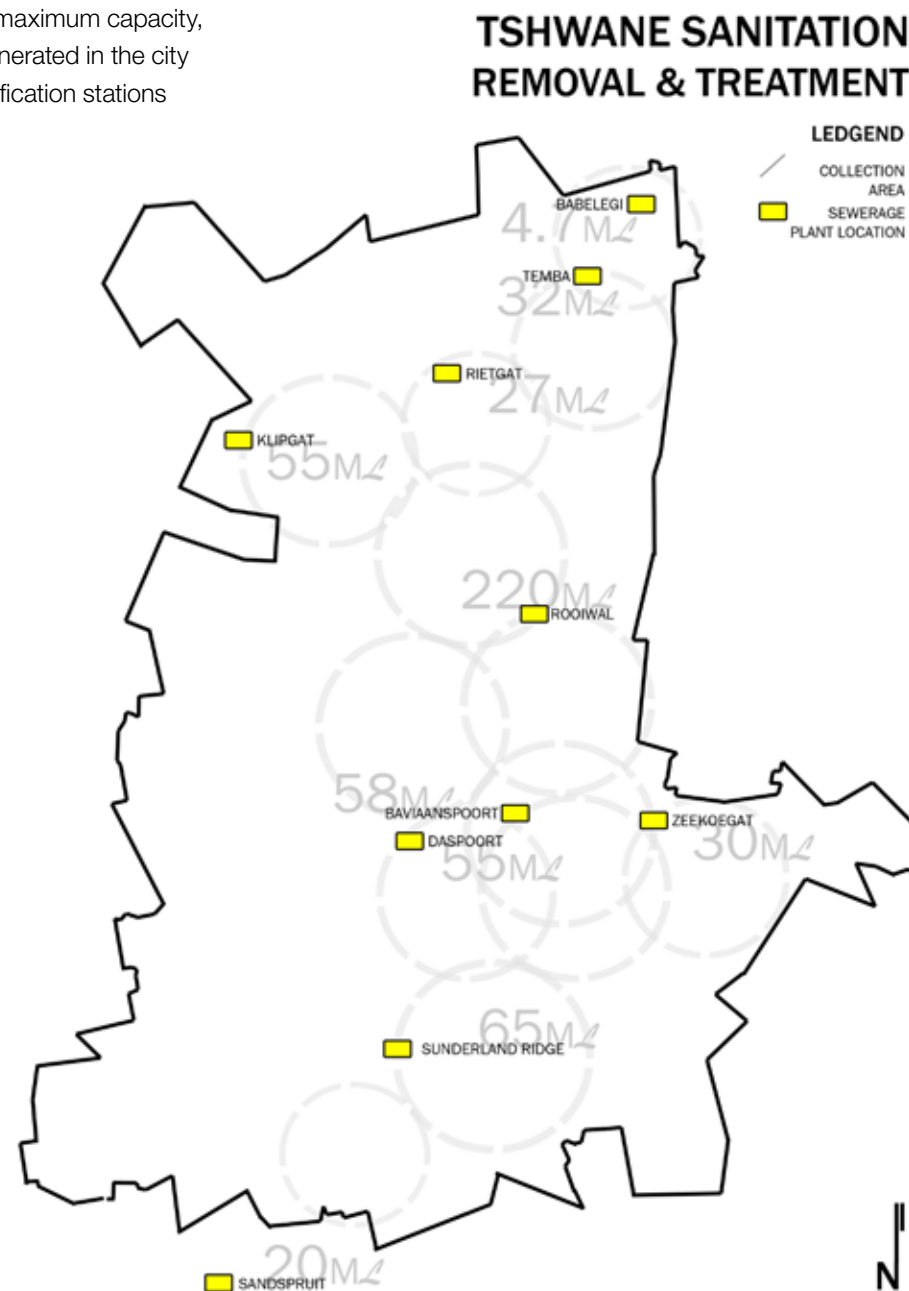 maximum capacity,
nerated in the city
fication stations
TSHWANE SANITATION
REMOVAL & TREATMENT
LEDGEND
COLLECTION
AREA
SEWERAGE
PLANT LOCATION
BABELEGI
4.7ML
TEMBA
32ML
RIETGAT
27ML
KLIPGAT
55ML
220ML
ROOIWAL
58ML
BAVIAANSPOORT
ZEEKOEGAT
DASPOORT
30ML
55ML
65ML
SUNDERLAND RIDGE
20ML
SANDSPRUIT
N